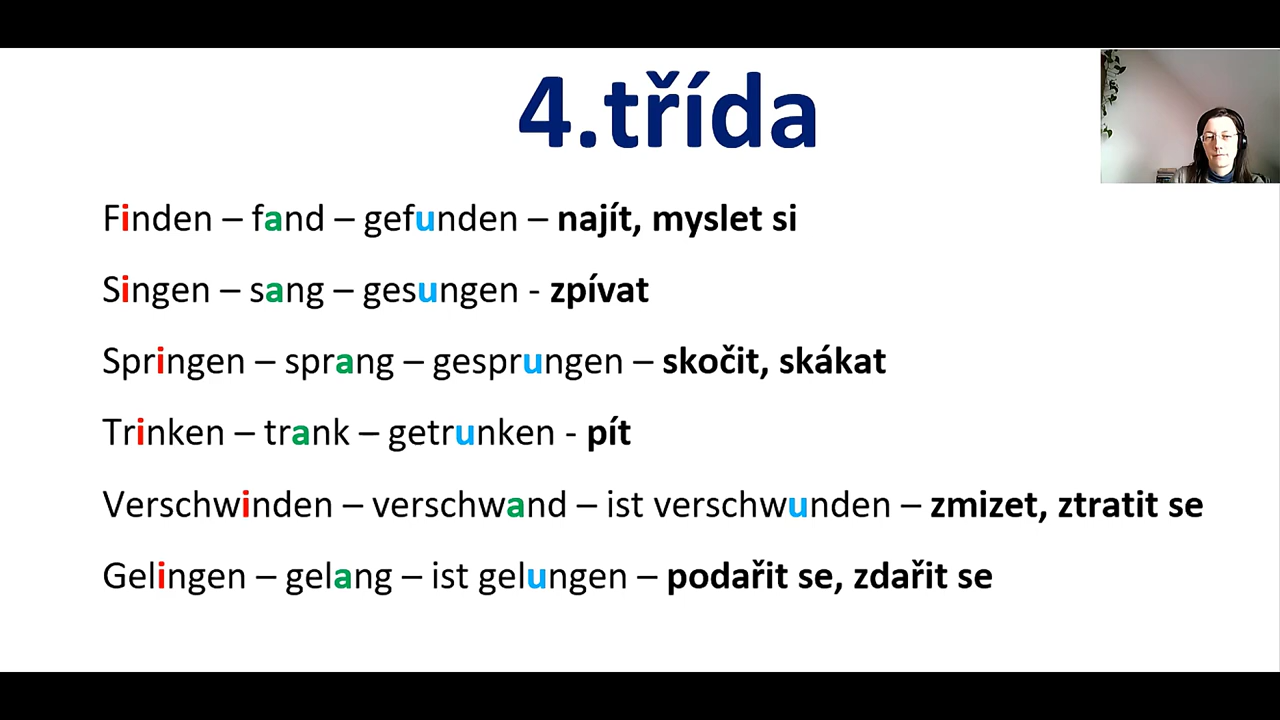 4.třída
Finden – fand – gefunden – najít, myslet si
Singen – sang – gesungen - zpívat
Springen – sprang – gesprungen – skočit, skákat
Trinken – trank – getrunken - pít
Verschwinden – verschwand – ist verschwunden – zmizet, ztratit se
Gelingen – gelang – ist gelungen – podařit se, zdařit se